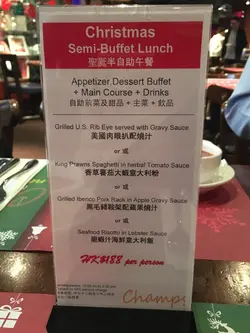 Christmas
Semi-Buffet Lunch
聖誕半自助午餐
Appetizer.Dessert Buffet
+ Main Course + Drinks
自助前菜及甜品 + 主菜 + 飲品
Grilled U.S. Rib Eye served with Gravy Sauce
美國肉眼扒配燒汁
or 或
King Prawns Spaghetti in herbal Tomato Sauce
香草蕃茄大蝦意大利粉
or 或
Grilled Iberico Pork Rack in Apple Gravy Sauce
黑毛豬鞍架配蘋果燒汁
or 或
Seafood Risotto in Lobster Sauce
龍蝦汁海鮮意大利飯
HK$188 per person
Champs